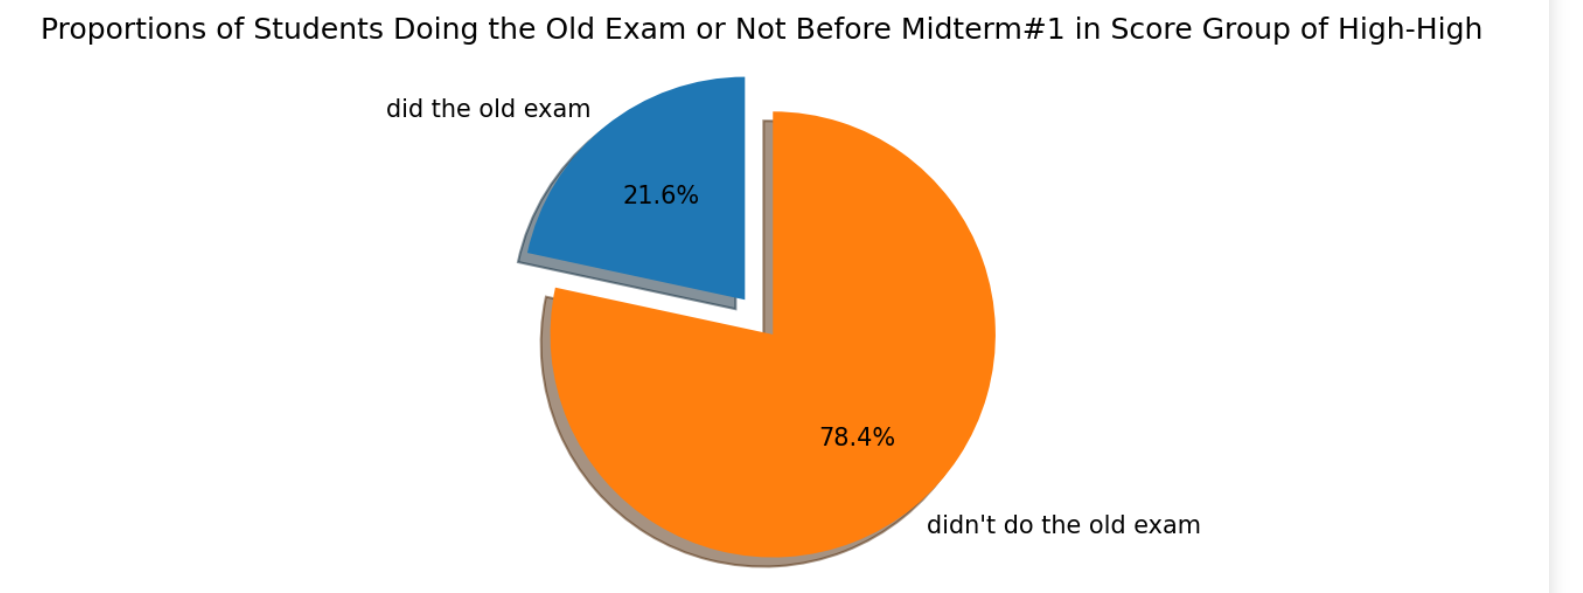 Proportions of Students Doing the Old Exam or Not Before Midterm#1 in Score Group of High-High
did the old exam
21.6%
78.4%
didn't do the old exam